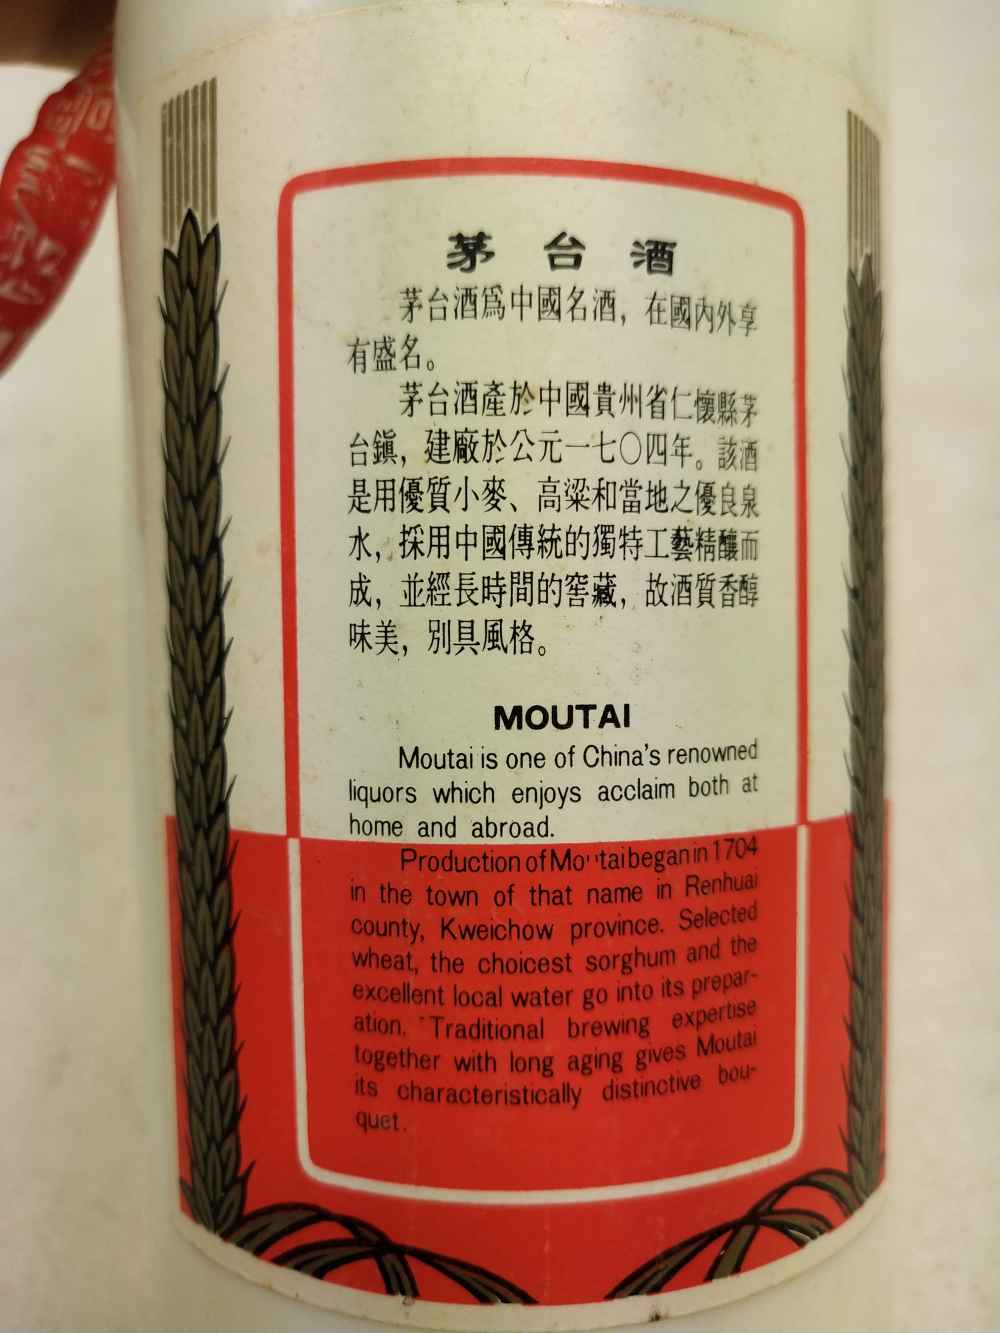 茅台酒
茅台酒爲中國名酒，在國內外享
有盛名。
茅台酒產於中國貴州省仁懷縣茅
台鎮，建廠於公元一七〇四年。該酒
是用優質小麥、高粱和當地之優良泉
水，採用中國傳統的獨特工藝精釀而
成，並經長時間的窖藏，故酒質香醇
味美，別具風格。
MOUTAI
Moutai is one of China's renowned
liquors which enjoys acclaim both at
home and abroad.
Production of Moutai began in 1704
in the town of that name in Renhuai
county, Kweichow province. Selected
wheat, the choicest sorghum and the
excellent local water go into its prepar-
ation. Traditional brewing expertise
together with long aging gives Moutai
its characteristically distinctive bou-
quet.